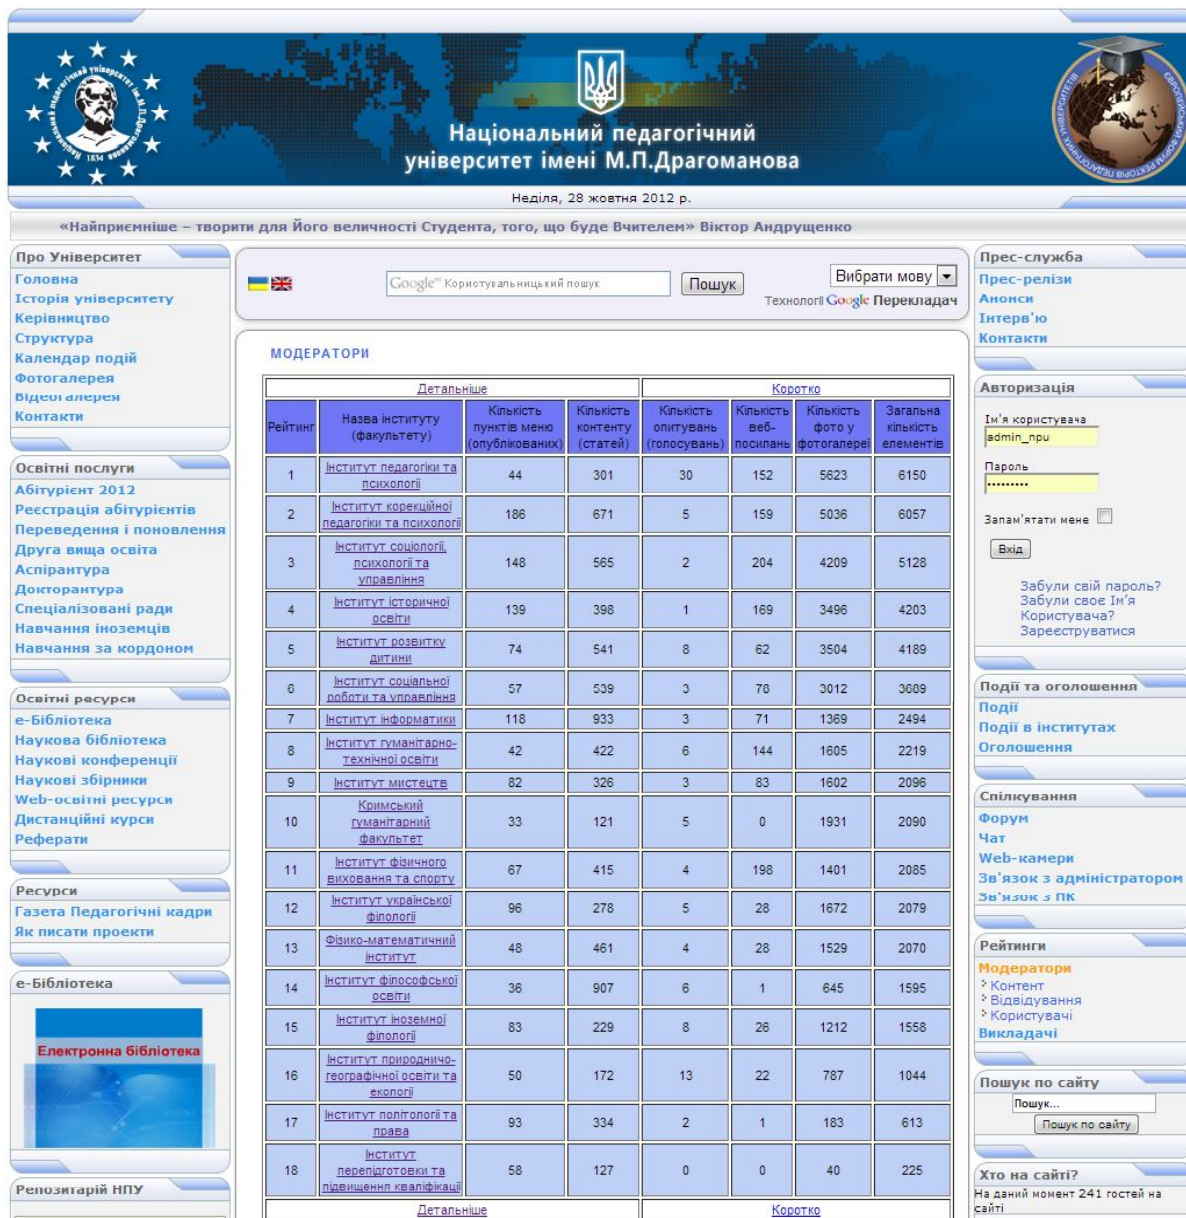 Національний педагогічний
університет імені М.П.Драгоманова
Неділя, 28 жовтня 2012 р.
«Найприємніше – творити для Його величності Студента, того, що буде Вчителем» Віктор Андрущенко
Про Університет
Головна
Історія університету
Керівництво
Структура
Календар подій
Фотогалерея
Відеогалерея
Контакти
Освітні послуги
Абітурієнт 2012
Реєстрація абітурієнтів
Переведення і поновлення
Друга вища освіта
Аспірантура
Докторантура
Спеціалізовані ради
Навчання іноземців
Навчання за кордоном
Освітні ресурси
е-Бібліотека
Наукова бібліотека
Наукові конференції
Наукові збірники
Web-освітні ресурси
Дистанційні курси
Реферати
Ресурси
Газета Педагогічні кадри
Як писати проекти
е-Бібліотека
Електронна бібліотека
Репозитарій НПУ
Google™ Користувальницький пошук
Пошук
Вибрати мову
Технології Google Перекладач
МОДЕРАТОРИ
Детальніше Коротко
Рейтинг Назва інституту (факультету) Кількість пунктів меню (опублікованих) Кількість контенту (статей) Кількість опитувань (голосувань) Кількість веб-посилань Кількість фото у фотогалереї Загальна кількість елементів
1 Інститут педагогіки та психології 44 301 30 152 5623 6150
2 Інститут корекційної педагогіки та психології 186 671 5 159 5036 6057
3 Інститут соціології, психології та управління 148 565 2 204 4209 5128
4 Інститут історичної освіти 139 398 1 169 3496 4203
5 Інститут розвитку дитини 74 541 8 62 3504 4189
6 Інститут соціальної роботи та управління 57 539 3 78 3012 3689
7 Інститут інформатики 118 933 3 71 1369 2494
8 Інститут гуманітарно-технічної освіти 42 422 6 144 1605 2219
9 Інститут мистецтв 82 326 3 83 1602 2096
10 Кримський гуманітарний факультет 33 121 5 0 1931 2090
11 Інститут фізичного виховання та спорту 67 415 4 198 1401 2085
12 Інститут української філології 96 278 5 28 1672 2079
13 Фізико-математичний інститут 48 461 4 28 1529 2070
14 Інститут філософської освіти 36 907 6 1 645 1595
15 Інститут іноземної філології 83 229 8 26 1212 1558
16 Інститут природничо-географічної освіти та екології 50 172 13 22 787 1044
17 Інститут політології та права 93 334 2 1 183 613
18 Інститут перепідготовки та підвищення кваліфікації 58 127 0 0 40 225
Детальніше Коротко
Прес-служба
Прес-релізи
Анонси
Інтерв'ю
Контакти
Авторизація
Ім'я користувача
admin_npu
Пароль
Запам'ятати мене
Вхід
Забули свій пароль?
Забули своє Ім'я
Користувача?
Зареєструватися
Події та оголошення
Події
Події в інститутах
Оголошення
Спілкування
Форум
Чат
Web-камери
Зв'язок з адміністратором
Зв'язок з ПК
Рейтинги
Модератори
Контент
Відвідування
Користувачі
Викладачі
Пошук по сайту
Пошук...
Пошук по сайту
Хто на сайті?
На даний момент 241 гостей на
сайті